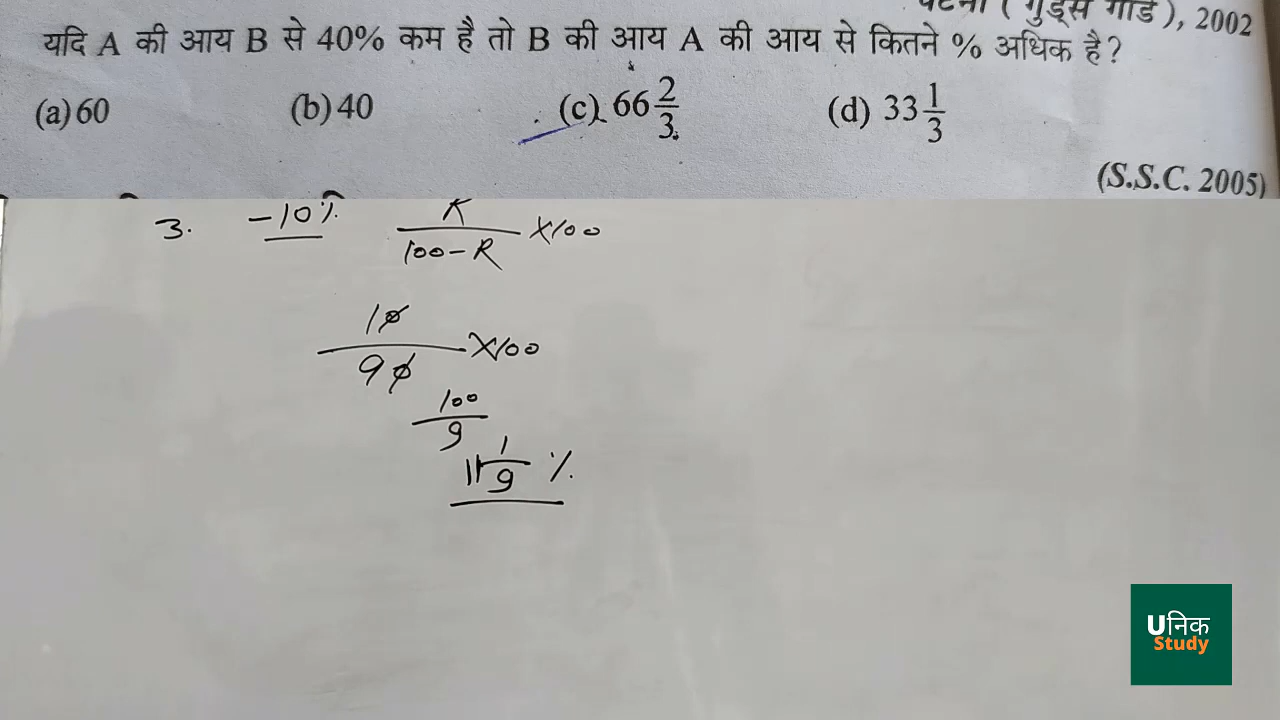 पटना ( गुड्स गार्ड ), 2002
यदि A की आय B से 40% कम है तो B की आय A की आय से कितने % अधिक है?
(a) 60 (b) 40 (c) 66 2/3 (d) 33 1/3
(S.S.C. 2005)
3. -10% R/100-R ×100
10/90 ×100
100/9
11 1/9 %
Uनिक
Study